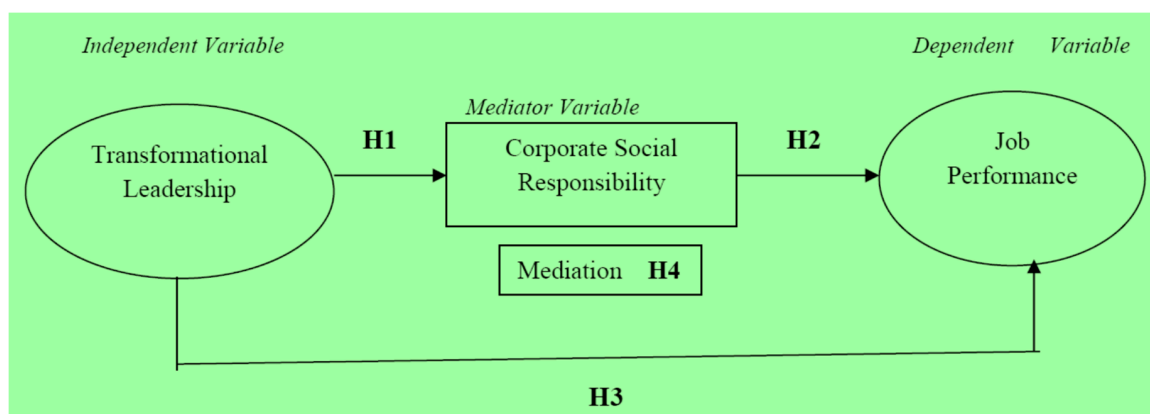 Independent Variable
Dependent Variable
Mediator Variable
Transformational
Leadership
H1
Corporate Social
Responsibility
H2
Job
Performance
Mediation H4
H3